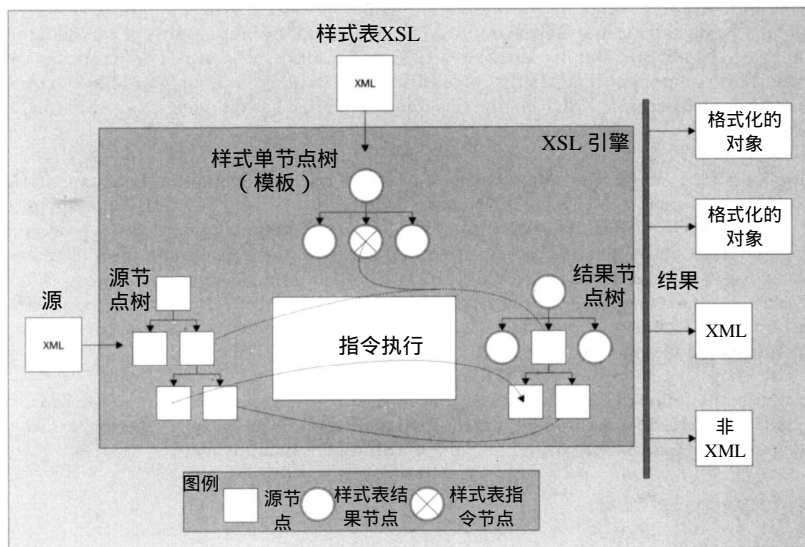 样式表XSL
XML
XSL 引擎
样式单节点树
（模板）
格式化的
对象
格式化的
对象
源
XML
源节
点树
指令执行
结果节
点树
结果
XML
非
XML
图例
源节
点
样式表结
果节点
样式表指
令节点